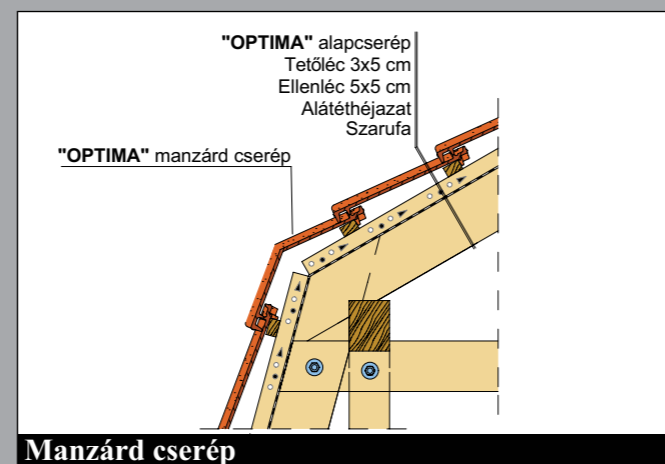 "OPTIMA" alapcserép
Tetőléc 3x5 cm
Ellenléc 5x5 cm
Alátéthéjazat
Szarufa
"OPTIMA" manzárd cserép
Manzárd cserép